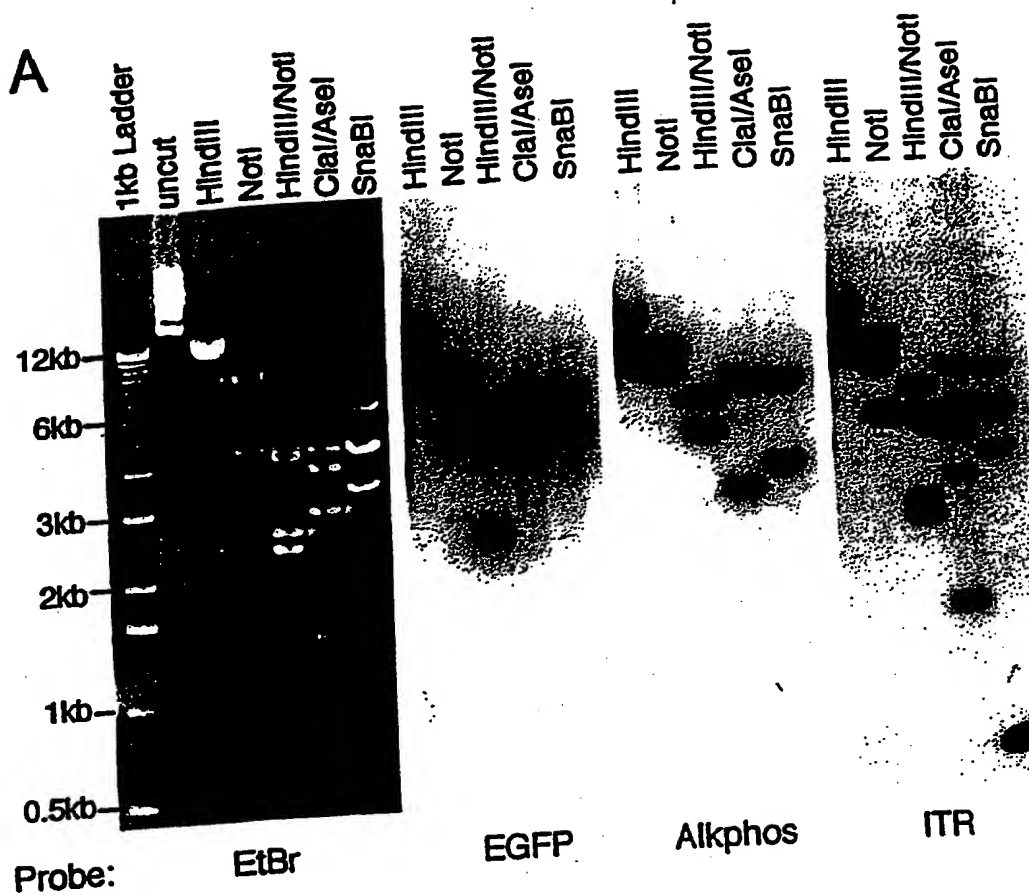 A
1kb Ladder
uncut
HindIII
NotI
HindIII/NotI
ClaI/AseI
SnaBI
HindIII
NotI
HindIII/NotI
ClaI/AseI
SnaBI
HindIII
NotI
HindIII/NotI
ClaI/AseI
SnaBI
HindIII
NotI
HindIII/NotI
ClaI/AseI
SnaBI
12kb
6kb
3kb
2kb
1kb
0.5kb
Probe: EtBr EGFP Alkphos ITR